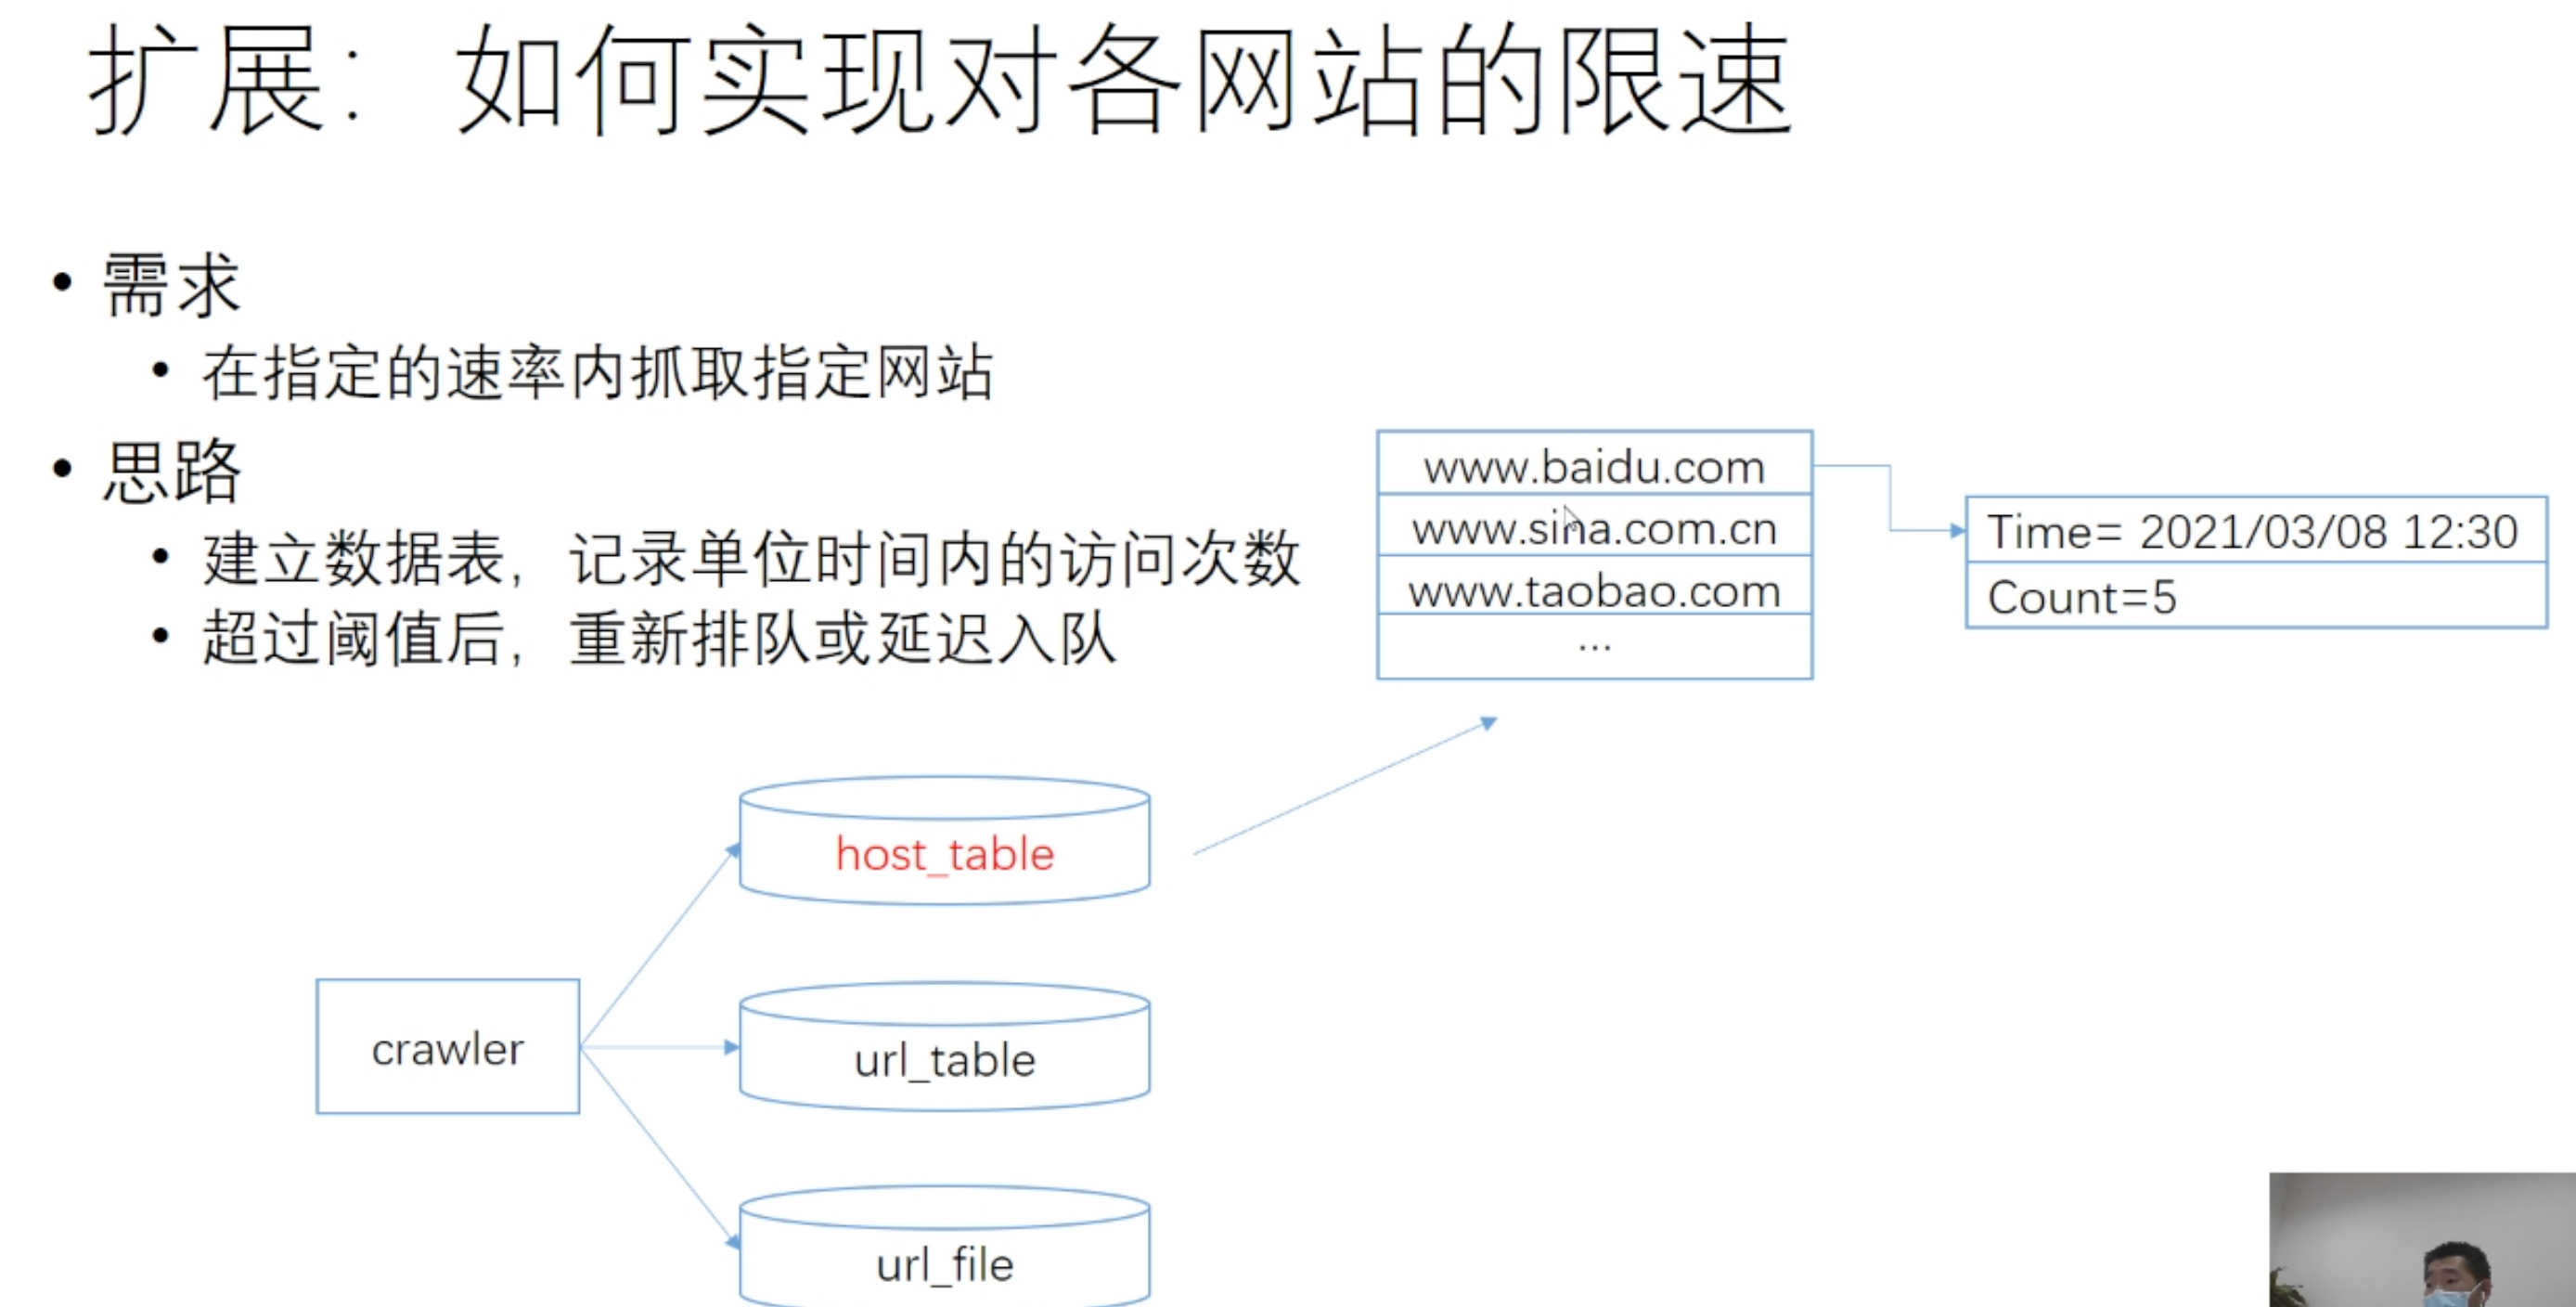 扩展：如何实现对各网站的限速
• 需求
• 在指定的速率内抓取指定网站
• 思路
• 建立数据表，记录单位时间内的访问次数
• 超过阈值后，重新排队或延迟入队
www.baidu.com
www.sina.com.cn
www.taobao.com
...
Time= 2021/03/08 12:30
Count=5
host_table
crawler
url_table
url_file